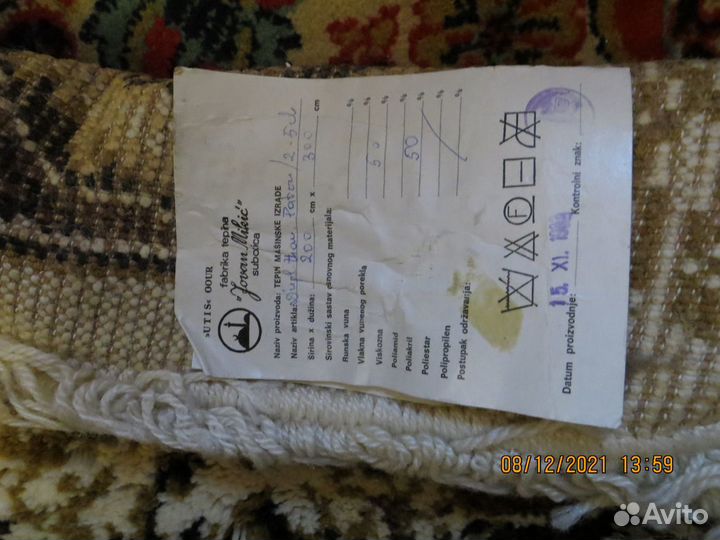 »UTIS« OOUR
fabrika tepiha
»Jovan Mikić«
subotica
Naziv proizvoda: TEPIH MAŠINSKE IZRADE
Naziv artikla:
Širina x dužina: 200 cm x 300 cm
Sirovinski sastav osnovnog materijala:
Runska vuna %
Vlakna vunenog porekla %
Viskozna 50 %
Poliamid %
Poliakril 50 %
Poliestar %
Polipropilen %
Postupak održavanja:
F
Datum proizvodnje: 15. XI.
Kontrolni znak:
08/12/2021 13:59
Avito